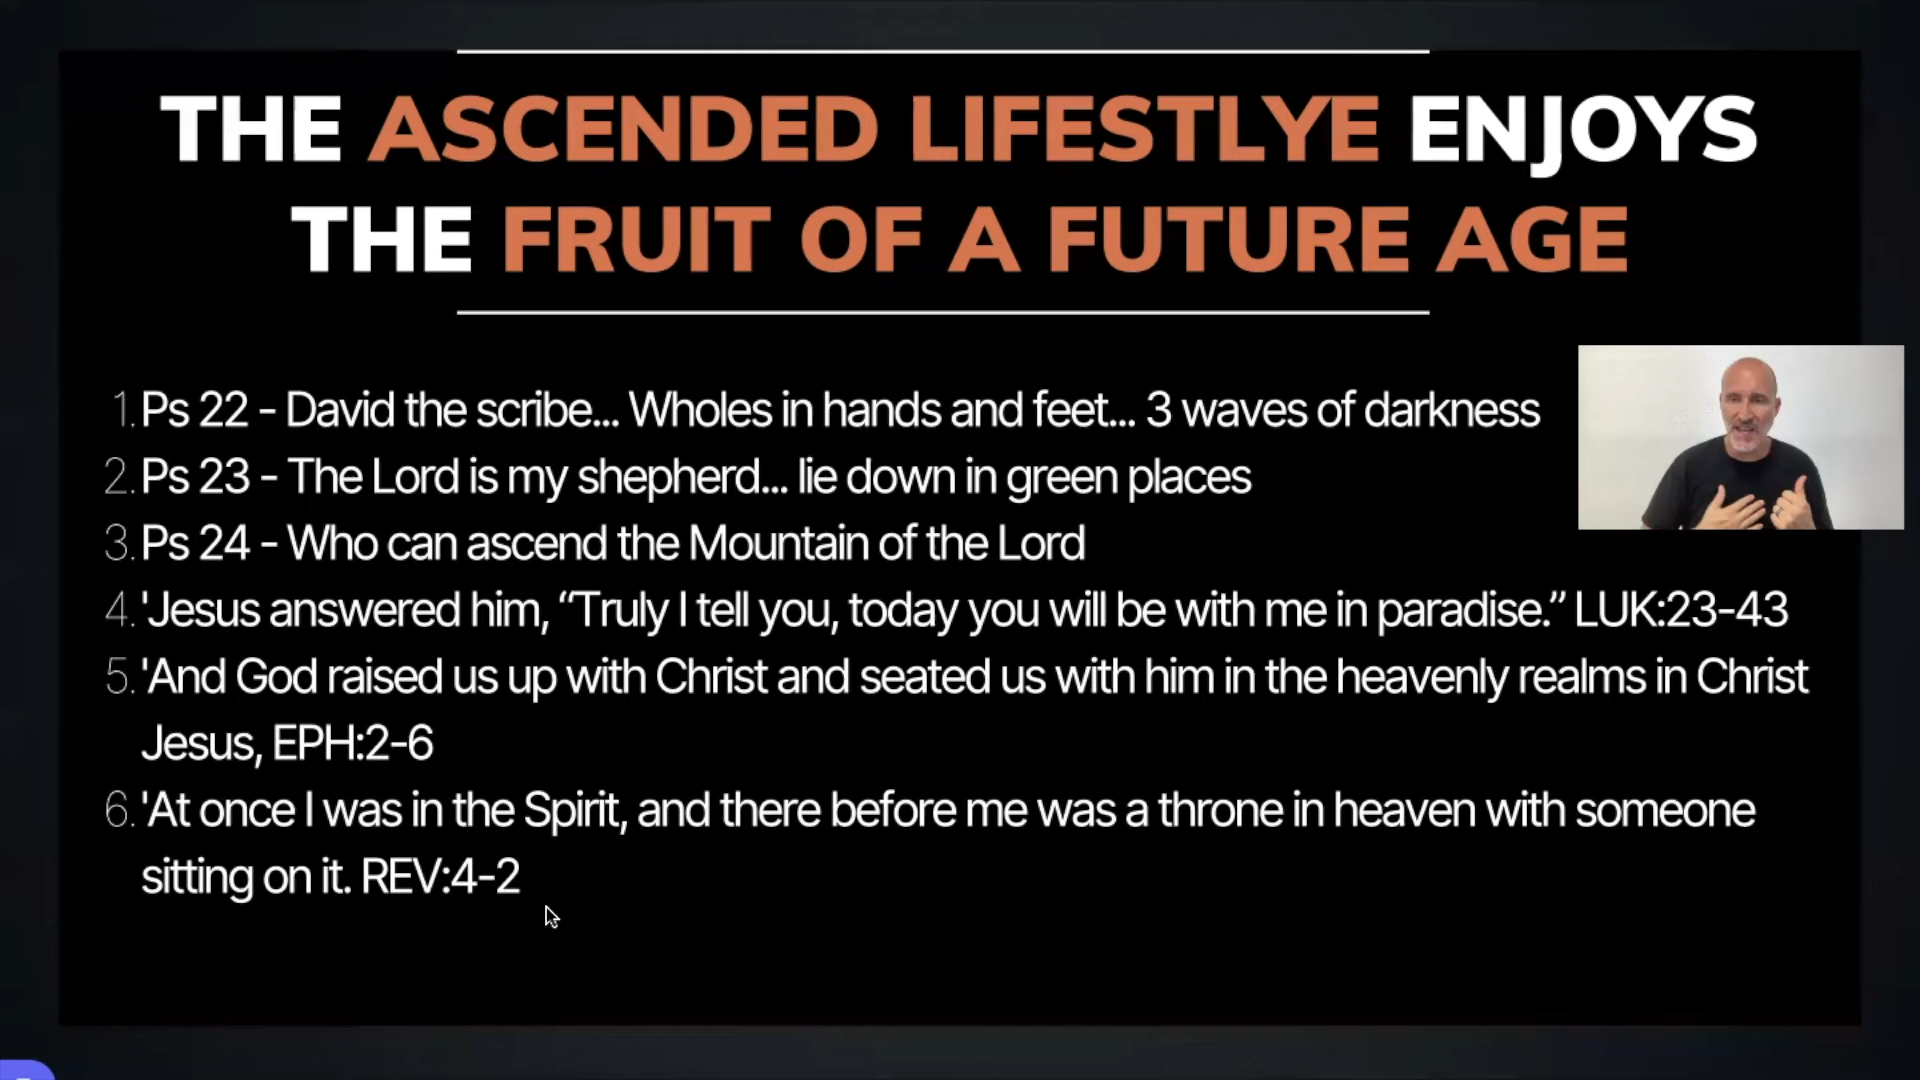 THE ASCENDED LIFESTLYE ENJOYS
THE FRUIT OF A FUTURE AGE
1. Ps 22 - David the scribe... Wholes in hands and feet... 3 waves of darkness
2. Ps 23 - The Lord is my shepherd... lie down in green places
3. Ps 24 - Who can ascend the Mountain of the Lord
4. 'Jesus answered him, “Truly I tell you, today you will be with me in paradise.” LUK:23-43
5. 'And God raised us up with Christ and seated us with him in the heavenly realms in Christ
Jesus, EPH:2-6
6. 'At once I was in the Spirit, and there before me was a throne in heaven with someone
sitting on it. REV:4-2